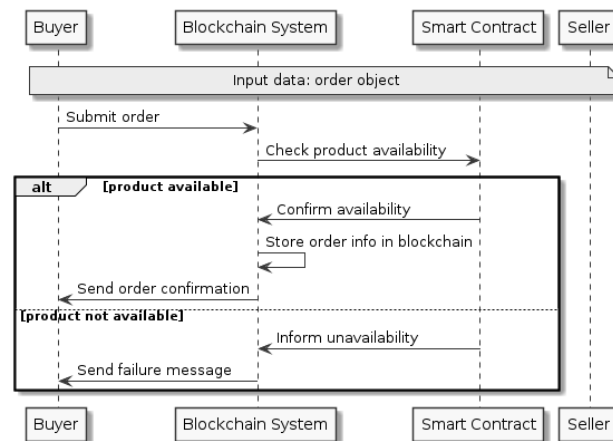 Buyer Blockchain System Smart Contract Seller
Input data: order object
Submit order
Check product availability
alt [product available]
Confirm availability
Store order info in blockchain
Send order confirmation
[product not available]
Inform unavailability
Send failure message
Buyer Blockchain System Smart Contract Seller